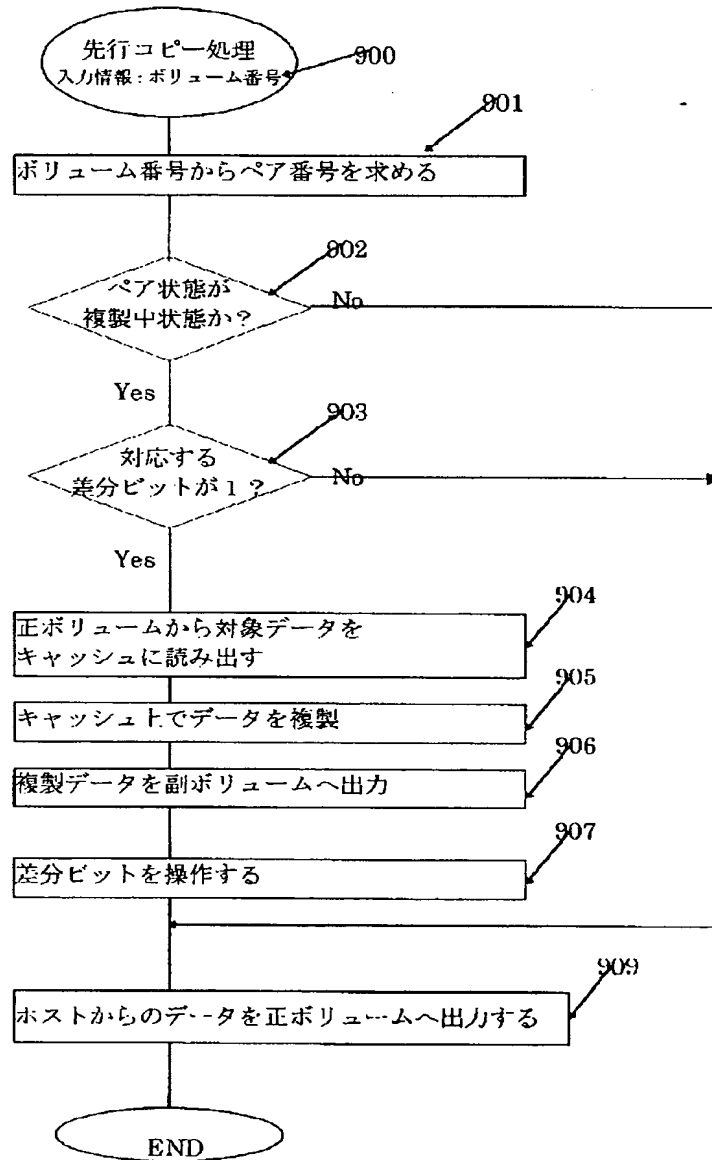 先行コピー処理
入力情報：ボリューム番号
900
901
ボリューム番号からペア番号を求める
902
ペア状態が
複製中状態か？
No
Yes
903
対応する
差分ビットが１？
No
Yes
904
正ボリュームから対象データを
キャッシュに読み出す
905
キャッシュ上でデータを複製
906
複製データを副ボリュームへ出力
907
差分ビットを操作する
909
ホストからのデータを正ボリュームへ出力する
END